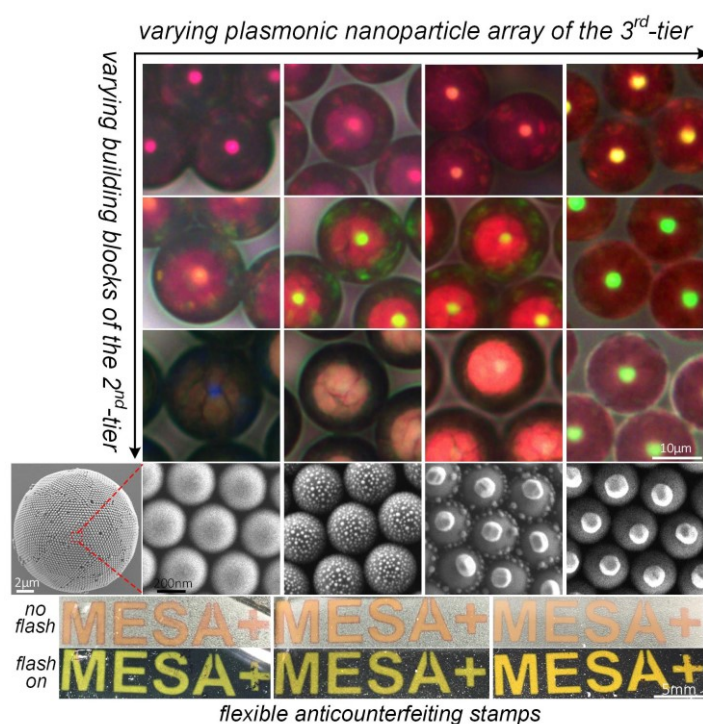 varying plasmonic nanoparticle array of the 3rd-tier
varying building blocks of the 2nd-tier
10μm
2μm
200nm
no flash
MESA+ MESA+ MESA+
flash on
MESA+ MESA+ MESA+
5mm
flexible anticounterfeiting stamps